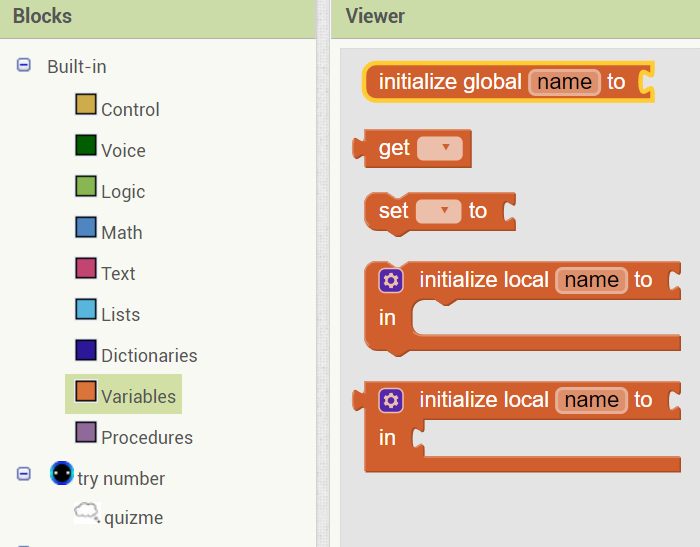 Blocks
Built-in
Control
Voice
Logic
Math
Text
Lists
Dictionaries
Variables
Procedures
try number
quizme
Viewer
initialize global name to
get
set to
initialize local name to
in
initialize local name to
in